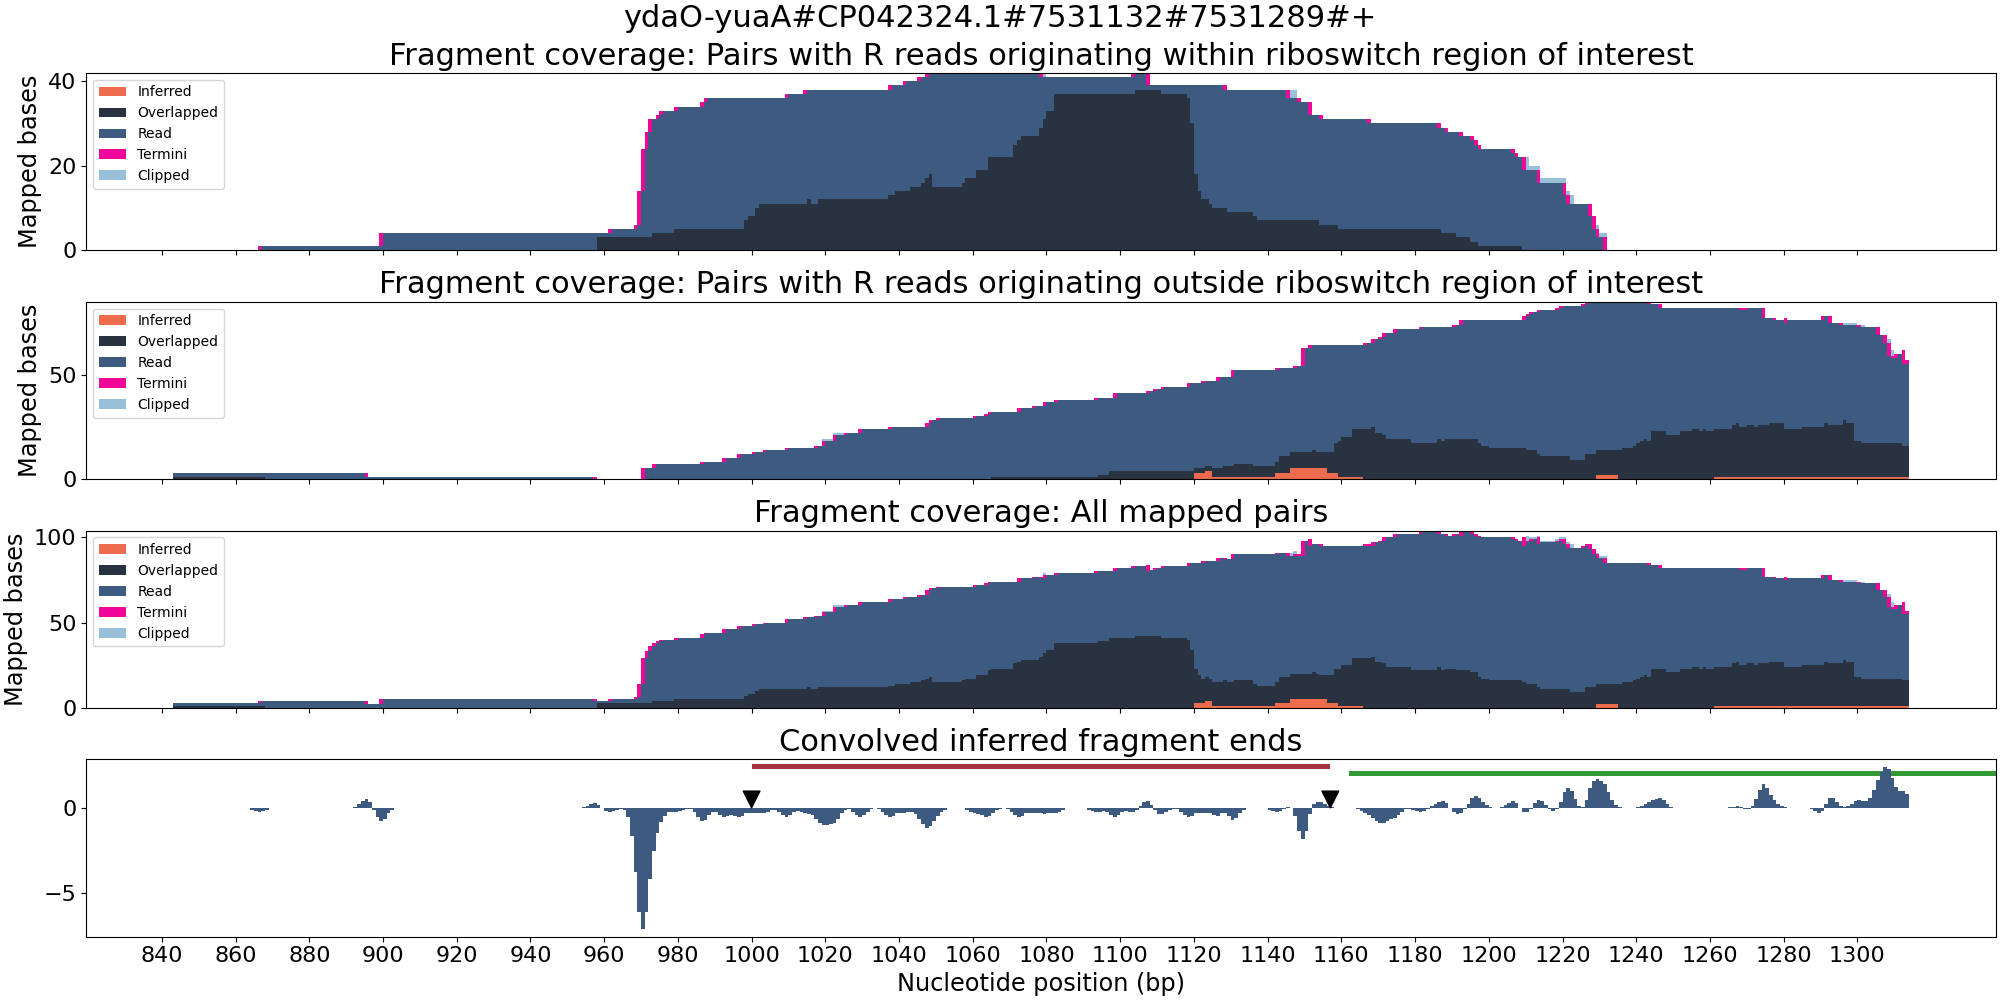 ydaO-yuaA#CP042324.1#7531132#7531289#+
Fragment coverage: Pairs with R reads originating within riboswitch region of interest
Mapped bases
40
20
0
Inferred
Overlapped
Read
Termini
Clipped
Fragment coverage: Pairs with R reads originating outside riboswitch region of interest
Mapped bases
50
0
Inferred
Overlapped
Read
Termini
Clipped
Fragment coverage: All mapped pairs
Mapped bases
100
50
0
Inferred
Overlapped
Read
Termini
Clipped
Convolved inferred fragment ends
0
−5
840 860 880 900 920 940 960 980 1000 1020 1040 1060 1080 1100 1120 1140 1160 1180 1200 1220 1240 1260 1280 1300
Nucleotide position (bp)